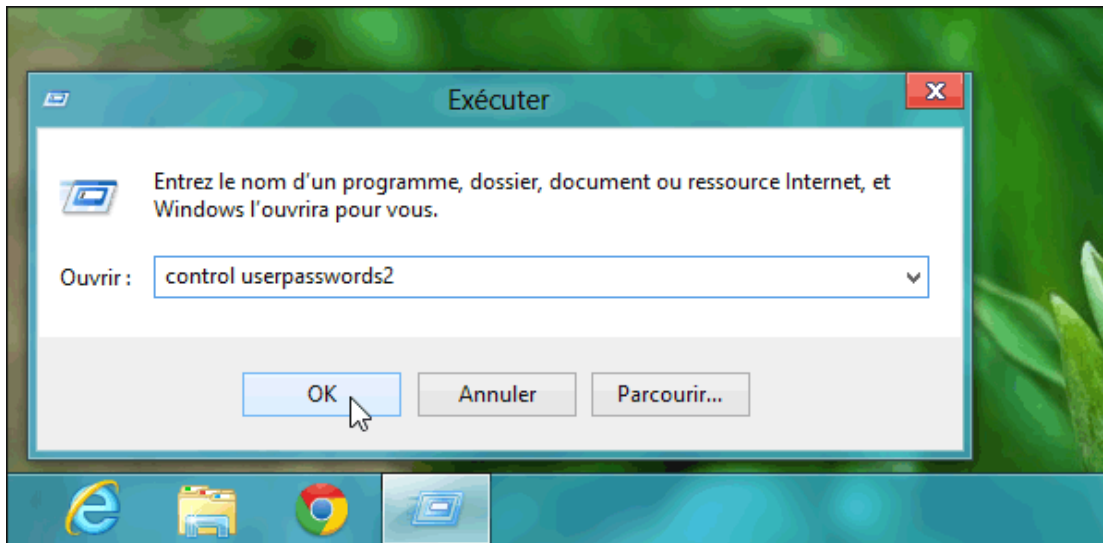 Exécuter
Entrez le nom d'un programme, dossier, document ou ressource Internet, et
Windows l'ouvrira pour vous.
Ouvrir : control userpasswords2
OK Annuler Parcourir...